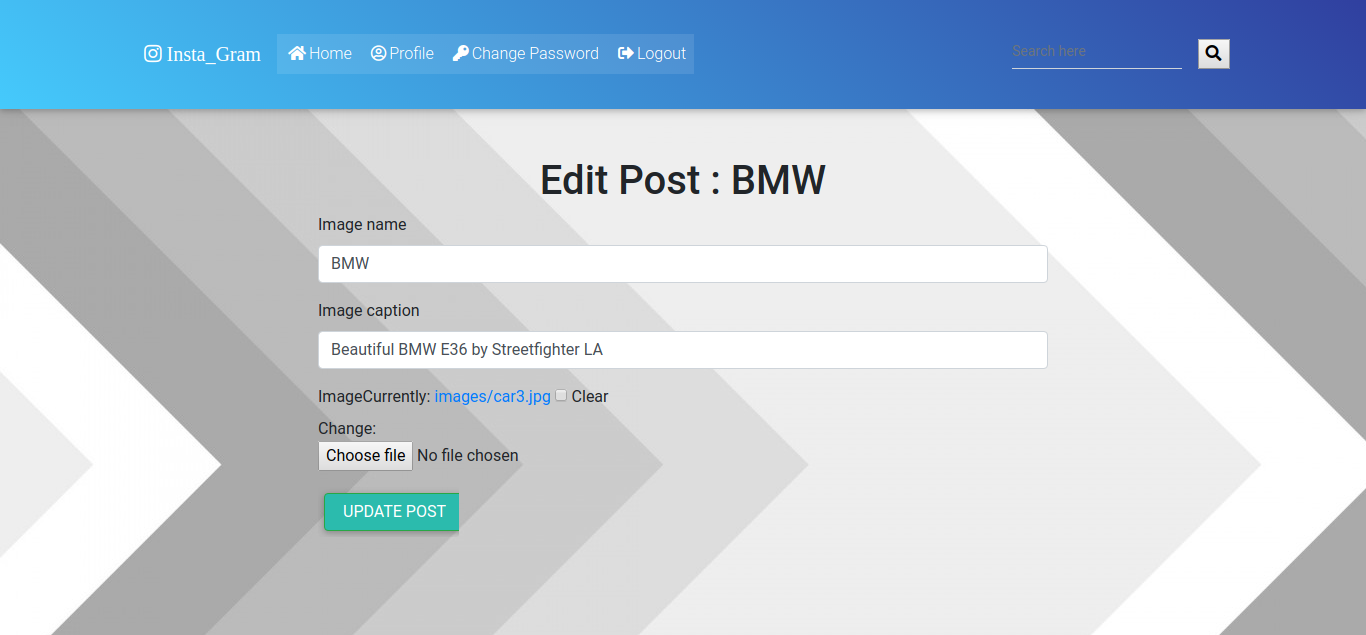 Insta_Gram Home Profile Change Password Logout Search here
Edit Post : BMW
Image name
BMW
Image caption
Beautiful BMW E36 by Streetfighter LA
ImageCurrently: images/car3.jpg Clear
Change:
Choose file No file chosen
UPDATE POST